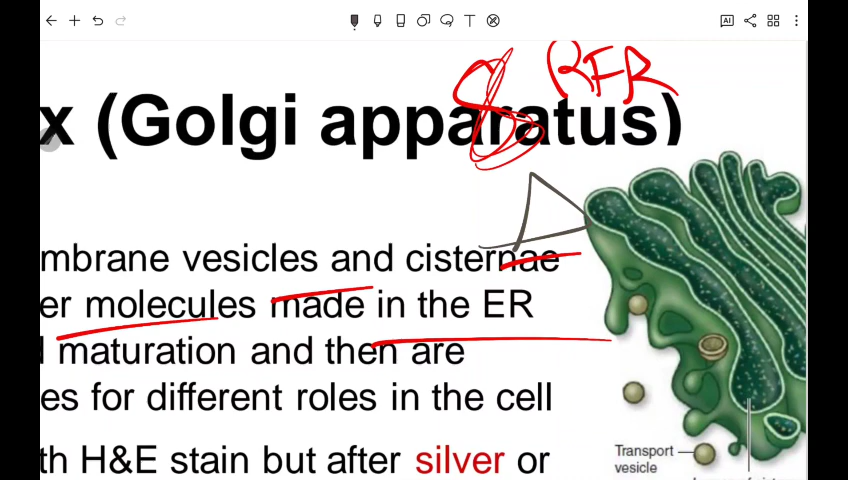 AI
T
RER
x (Golgi apparatus)
mbrane vesicles and cisternae
er molecules made in the ER
maturation and then are
es for different roles in the cell
th H&E stain but after silver or
Transport
vesicle